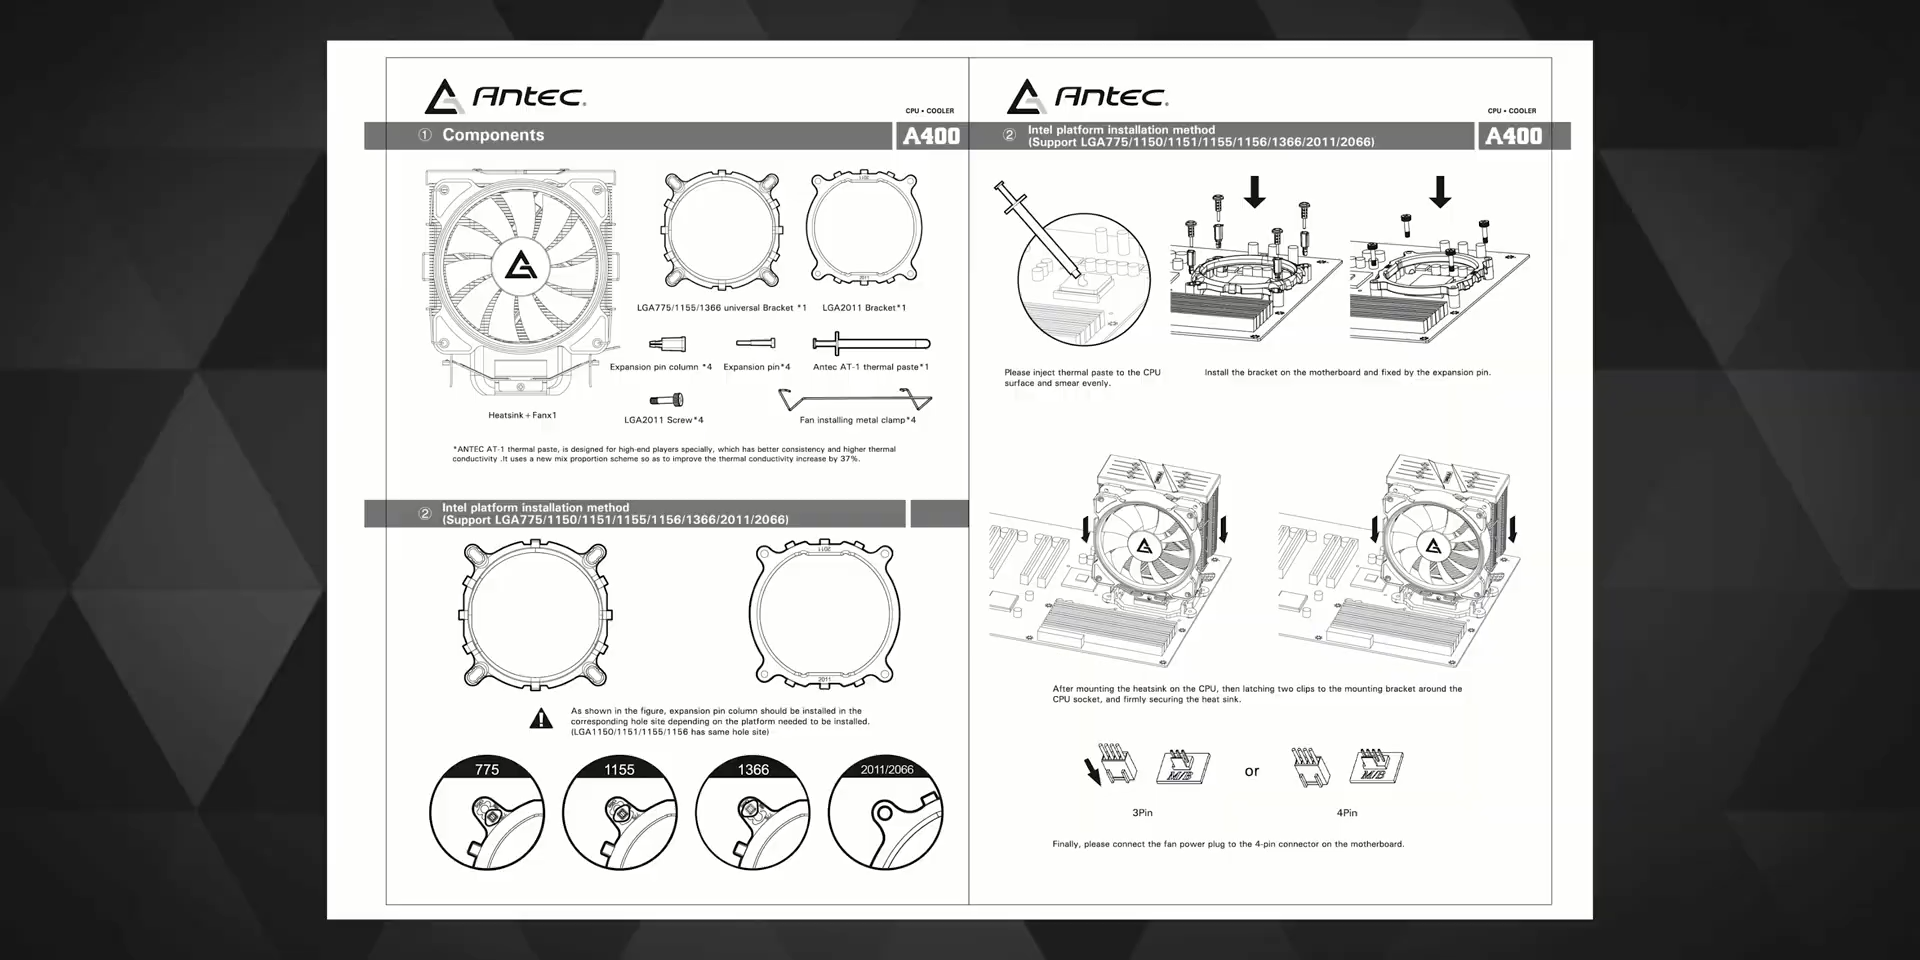 Antec
CPU • COOLER
① Components
A400
1155
2011
LGA775/1155/1366 universal Bracket *1
LGA2011 Bracket*1
Expansion pin column *4
Expansion pin*4
Antec AT-1 thermal paste*1
Heatsink+Fanx1
LGA2011 Screw*4
Fan installing metal clamp*4
*ANTEC AT-1 thermal paste, is designed for high-end players specially, which has better consistency and higher thermal
conductivity .It uses a new mix proportion scheme so as to improve the thermal conductivity increase by 37%.
② Intel platform installation method
(Support LGA775/1150/1151/1155/1156/1366/2011/2066)
2011
2011
As shown in the figure, expansion pin column should be installed in the
corresponding hole site depending on the platform needed to be installed.
(LGA1150/1151/1155/1156 has same hole site)
775
1155
1366
2011/2066
Antec
CPU • COOLER
② Intel platform installation method
(Support LGA775/1150/1151/1155/1156/1366/2011/2066)
A400
Please inject thermal paste to the CPU
surface and smear evenly.
Install the bracket on the motherboard and fixed by the expansion pin.
After mounting the heatsink on the CPU, then latching two clips to the mounting bracket around the
CPU socket, and firmly securing the heat sink.
M/B
or
M/B
3Pin
4Pin
Finally, please connect the fan power plug to the 4-pin connector on the motherboard.